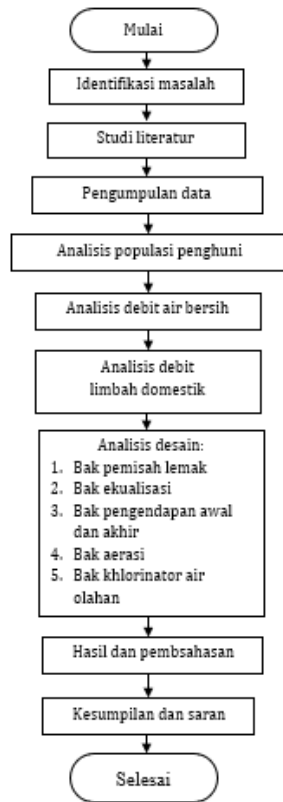 Mulai
Identifikasi masalah
Studi literatur
Pengumpulan data
Analisis populasi penghuni
Analisis debit air bersih
Analisis debit
limbah domestik
Analisis desain:
1. Bak pemisah lemak
2. Bak ekualisasi
3. Bak pengendapan awal
dan akhir
4. Bak aerasi
5. Bak khlorinator air
olahan
Hasil dan pembsahasan
Kesumpilan dan saran
Selesai